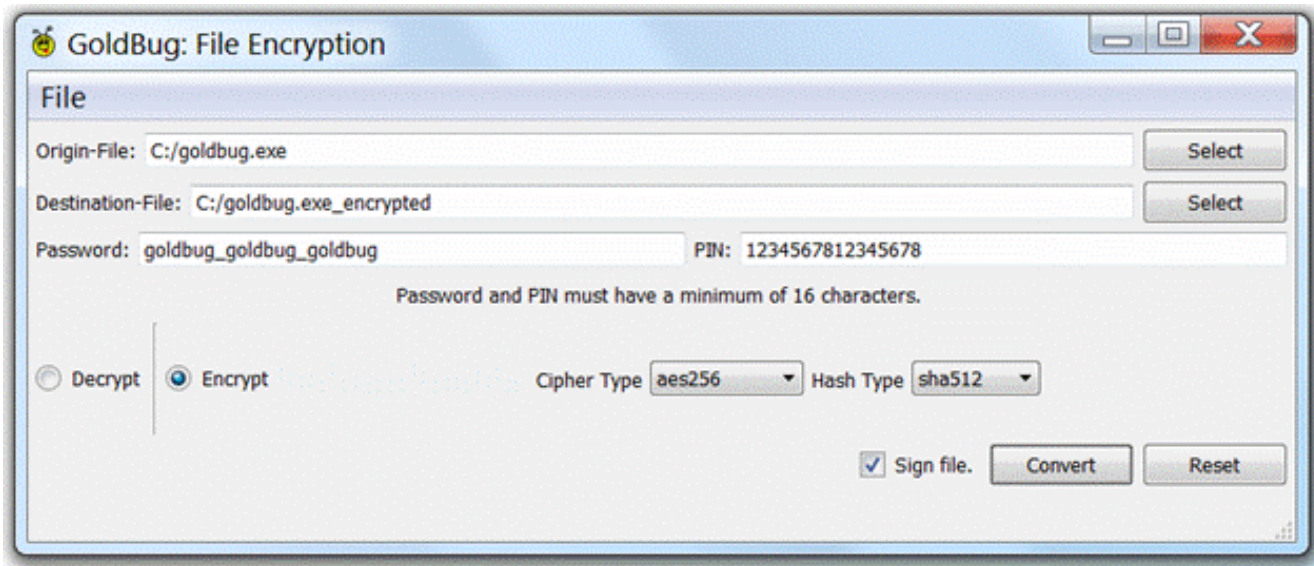 GoldBug: File Encryption
File
Origin-File: C:/goldbug.exe Select
Destination-File: C:/goldbug.exe_encrypted Select
Password: goldbug_goldbug_goldbug PIN: 1234567812345678
Password and PIN must have a minimum of 16 characters.
Decrypt Encrypt Cipher Type aes256 Hash Type sha512
Sign file. Convert Reset